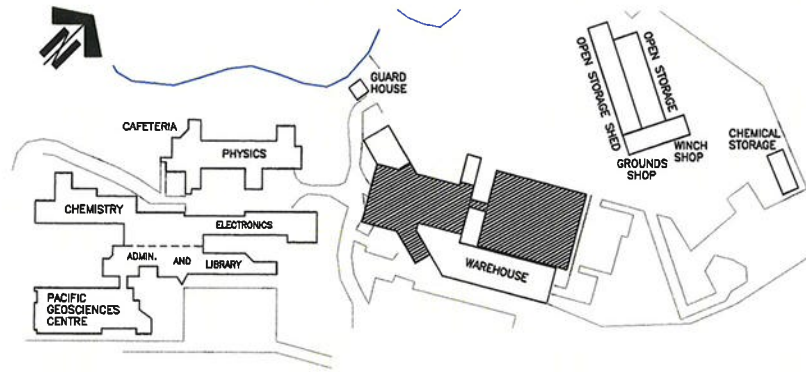 N
GUARD
HOUSE
CAFETERIA
PHYSICS
OPEN STORAGE SHED
OPEN STORAGE
WINCH
SHOP
GROUNDS
SHOP
CHEMICAL
STORAGE
CHEMISTRY
ELECTRONICS
ADMIN. AND LIBRARY
WAREHOUSE
PACIFIC
GEOSCIENCES
CENTRE